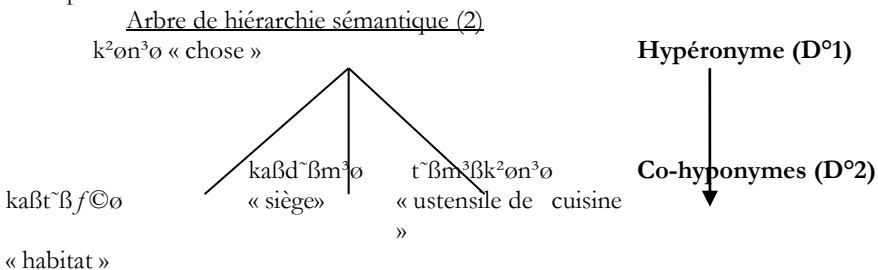 Arbre de hiérarchie sémantique (2)
k²øn³ø « chose » Hypéronyme (D°1)
kaßd˜ßm³ø t˜ßm³ßk²øn³ø Co-hyponymes (D°2)
kaßt˜ßƒ©ø « siège» « ustensile de cuisine
»
« habitat »